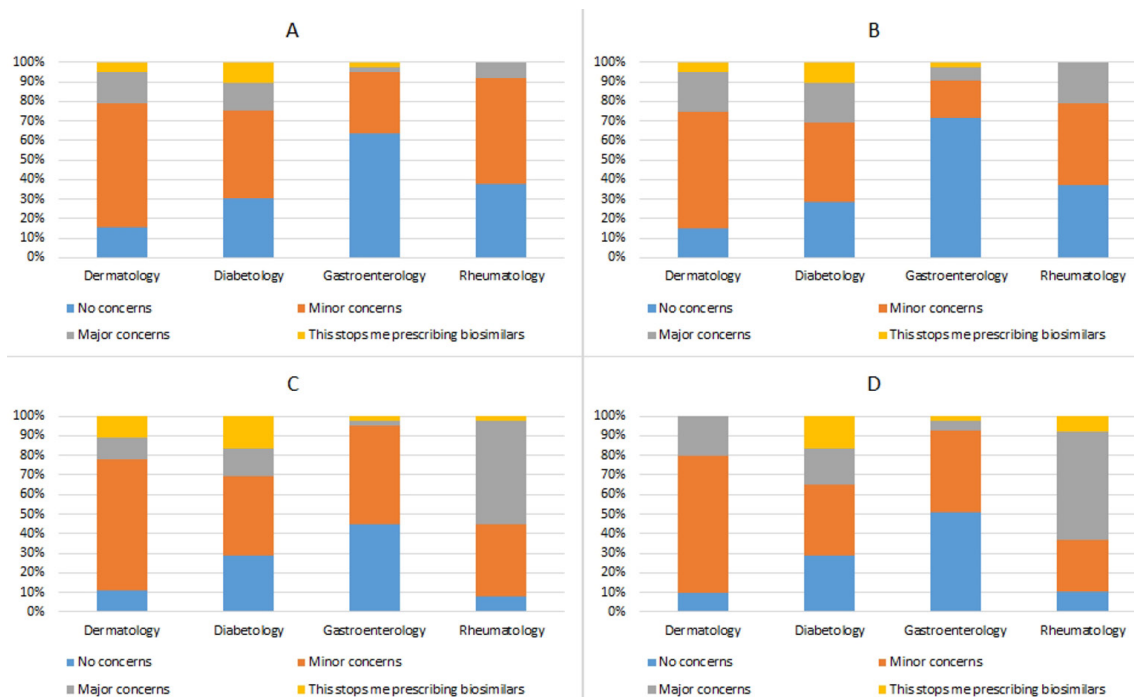 A
100%
90%
80%
70%
60%
50%
40%
30%
20%
10%
0%
Dermatology Diabetology Gastroenterology Rheumatology
No concerns Minor concerns
Major concerns This stops me prescribing biosimilars
B
100%
90%
80%
70%
60%
50%
40%
30%
20%
10%
0%
Dermatology Diabetology Gastroenterology Rheumatology
No concerns Minor concerns
Major concerns This stops me prescribing biosimilars
C
100%
90%
80%
70%
60%
50%
40%
30%
20%
10%
0%
Dermatology Diabetology Gastroenterology Rheumatology
No concerns Minor concerns
Major concerns This stops me prescribing biosimilars
D
100%
90%
80%
70%
60%
50%
40%
30%
20%
10%
0%
Dermatology Diabetology Gastroenterology Rheumatology
No concerns Minor concerns
Major concerns This stops me prescribing biosimilars